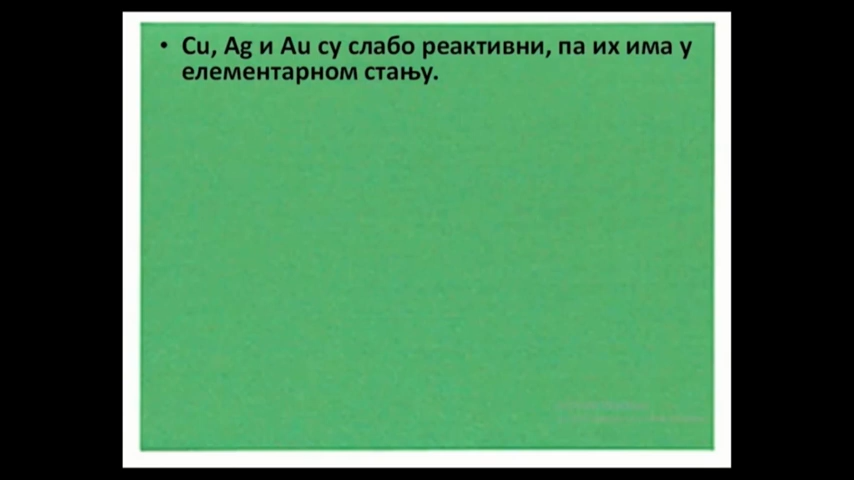 • Cu, Ag и Au су слабо реактивни, па их има у
елементарном стању.